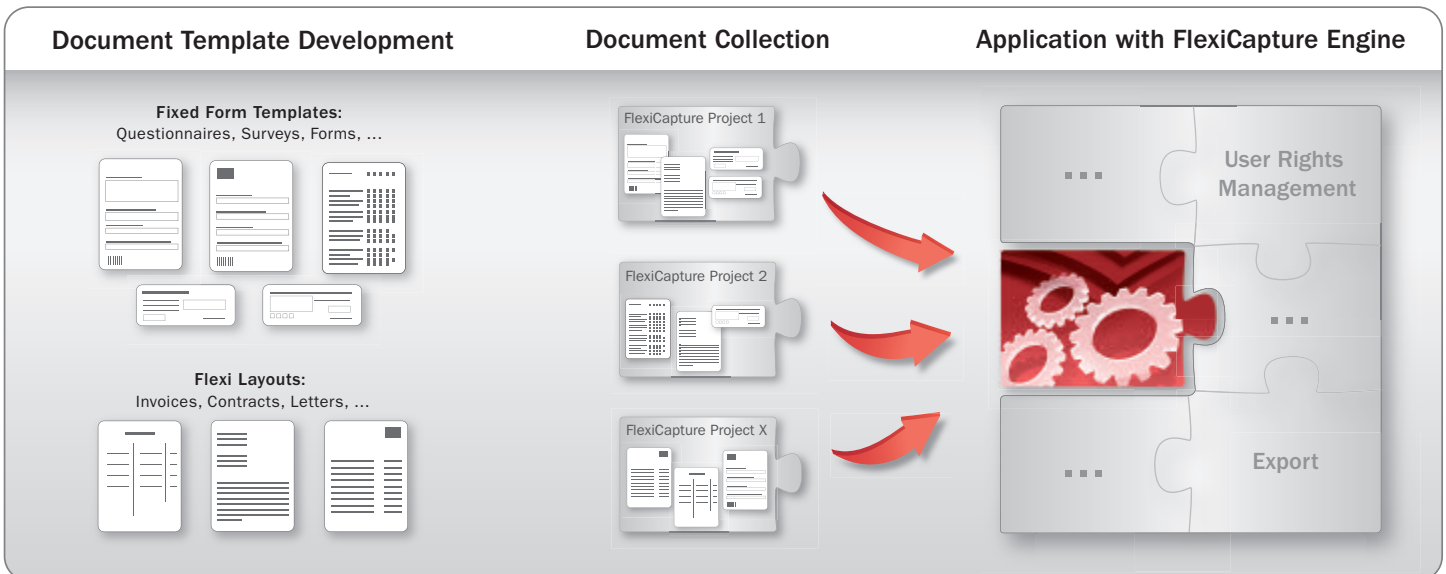 Document Template Development
Document Collection
Application with FlexiCapture Engine
Fixed Form Templates:
Questionnaires, Surveys, Forms, ...
Flexi Layouts:
Invoices, Contracts, Letters, ...
FlexiCapture Project 1
FlexiCapture Project 2
FlexiCapture Project X
...
User Rights
Management
...
...
Export